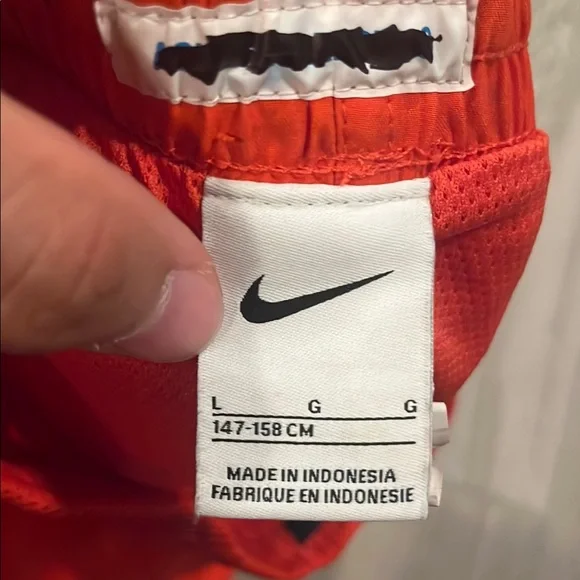 L G G
147-158 CM
MADE IN INDONESIA
FABRIQUE EN INDONESIE